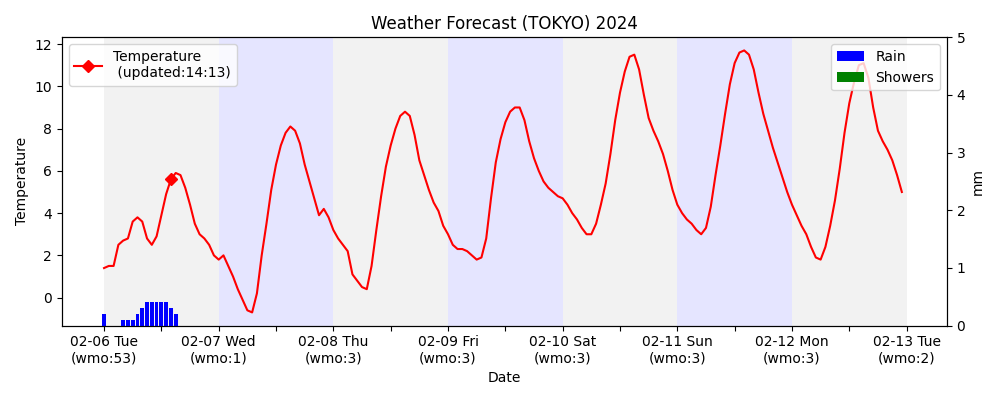 Weather Forecast (TOKYO) 2024
Temperature
(updated:14:13)
Rain
Showers
Temperature
12
10
8
6
4
2
0
5
4
3
2
1
0
mm
02-06 Tue
(wmo:53)
02-07 Wed
(wmo:1)
02-08 Thu
(wmo:3)
02-09 Fri
(wmo:3)
02-10 Sat
(wmo:3)
02-11 Sun
(wmo:3)
02-12 Mon
(wmo:3)
02-13 Tue
(wmo:2)
Date